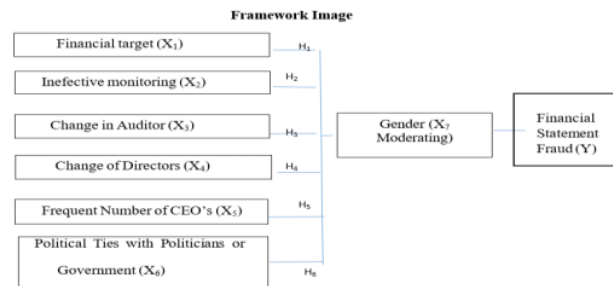 Framework Image
Financial target (X₁)
H₁
Inefective monitoring (X₂)
H₂
Change in Auditor (X₃)
H₃
Change of Directors (X₄)
H₄
Frequent Number of CEO's (X₅)
H₅
Political Ties with Politicians or
Government (X₆)
H₆
Gender (X₇
Moderating)
Financial
Statement
Fraud (Y)